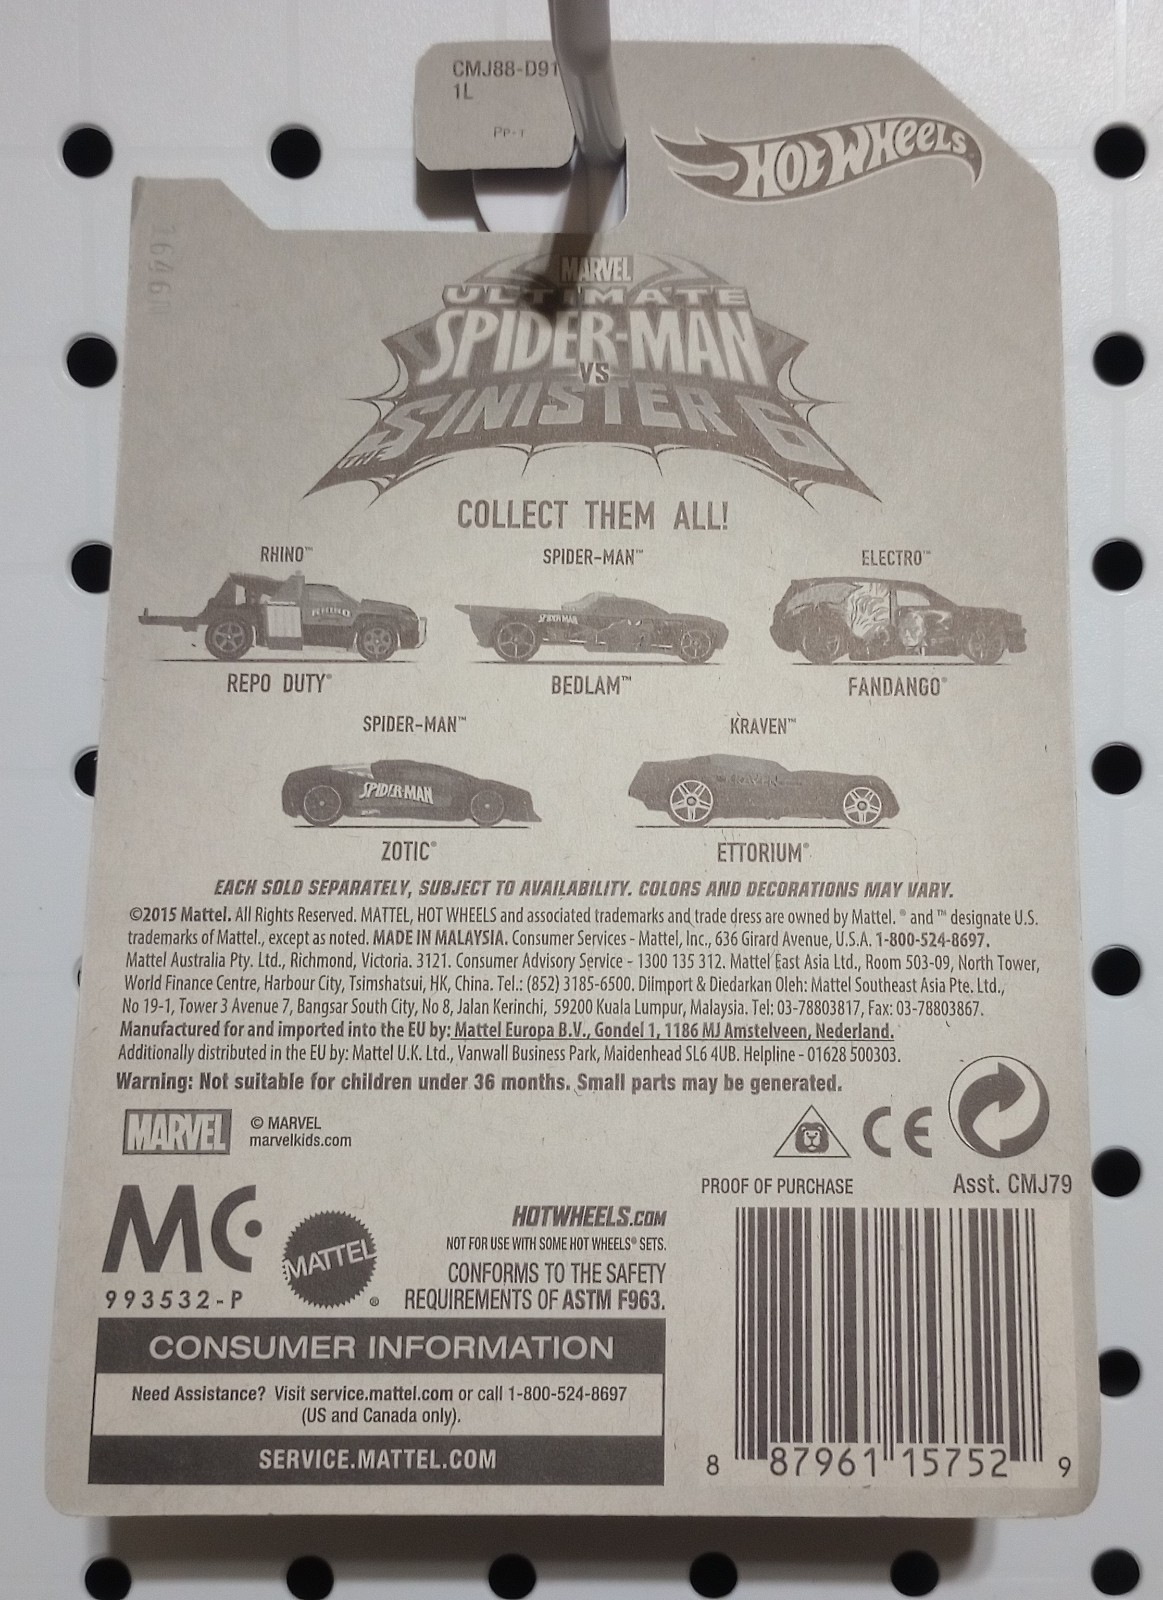 CMJ88-D91
1L
HOT WHEELS
MARVEL
ULTIMATE
SPIDER-MAN
VS
THE SINISTER 6
COLLECT THEM ALL!
RHINO™ SPIDER-MAN™ ELECTRO™
RHINO SPIDER-MAN
REPO DUTY® BEDLAM™ FANDANGO®
SPIDER-MAN™ KRAVEN™
SPIDER-MAN KRAVEN
ZOTIC® ETTORIUM®
EACH SOLD SEPARATELY, SUBJECT TO AVAILABILITY. COLORS AND DECORATIONS MAY VARY.
©2015 Mattel. All Rights Reserved. MATTEL, HOT WHEELS and associated trademarks and trade dress are owned by Mattel. ® and ™ designate U.S.
trademarks of Mattel., except as noted. MADE IN MALAYSIA. Consumer Services - Mattel, Inc., 636 Girard Avenue, U.S.A. 1-800-524-8697.
Mattel Australia Pty. Ltd., Richmond, Victoria. 3121. Consumer Advisory Service - 1300 135 312. Mattel East Asia Ltd., Room 503-09, North Tower,
World Finance Centre, Harbour City, Tsimshatsui, HK, China. Tel.: (852) 3185-6500. Diimport & Diedarkan Oleh: Mattel Southeast Asia Pte. Ltd.,
No 19-1, Tower 3 Avenue 7, Bangsar South City, No 8, Jalan Kerinchi, 59200 Kuala Lumpur, Malaysia. Tel: 03-78803817, Fax: 03-78803867.
Manufactured for and imported into the EU by: Mattel Europa B.V., Gondel 1, 1186 MJ Amstelveen, Nederland.
Additionally distributed in the EU by: Mattel U.K. Ltd., Vanwall Business Park, Maidenhead SL6 4UB. Helpline - 01628 500303.
Warning: Not suitable for children under 36 months. Small parts may be generated.
MARVEL
© MARVEL
marvelkids.com
CE
PROOF OF PURCHASE
Asst. CMJ79
MC
993532-P
MATTEL ®
HOTWHEELS.COM
NOT FOR USE WITH SOME HOT WHEELS® SETS.
CONFORMS TO THE SAFETY
REQUIREMENTS OF ASTM F963.
CONSUMER INFORMATION
Need Assistance? Visit service.mattel.com or call 1-800-524-8697
(US and Canada only).
SERVICE.MATTEL.COM
8 87961 15752 9